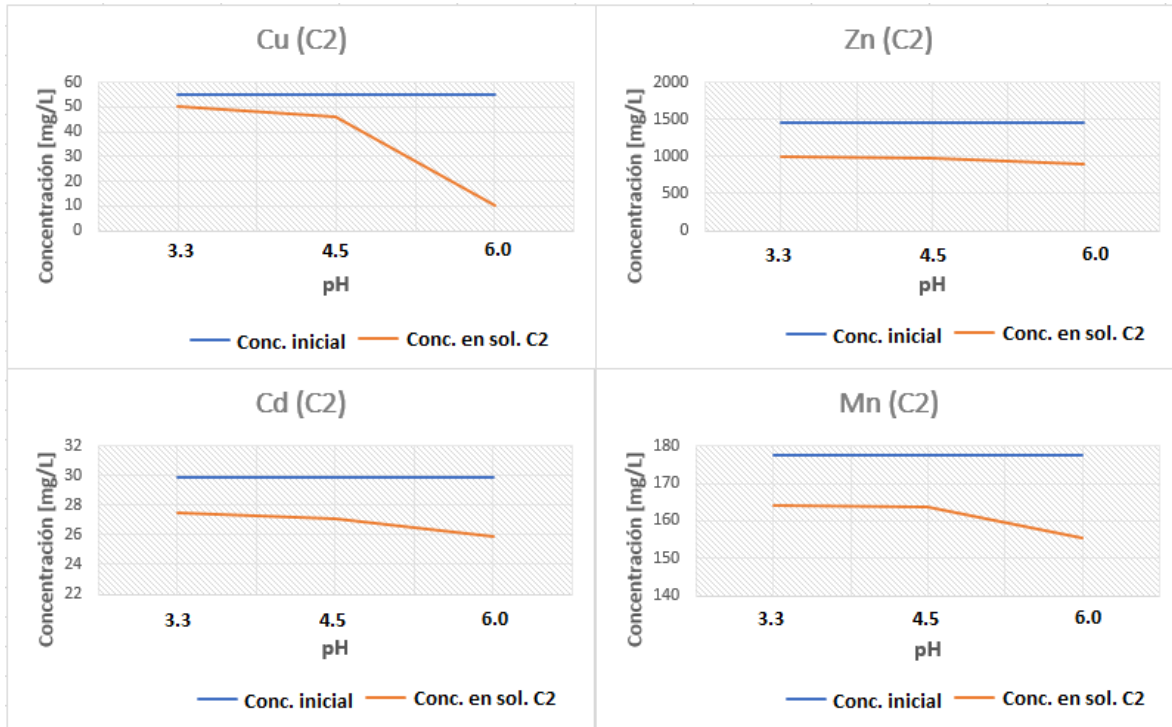 Cu (C2)
Concentración [mg/L]
60
50
40
30
20
10
0
3.3 4.5 6.0
pH
Conc. inicial Conc. en sol. C2
Zn (C2)
Concentración [mg/L]
2000
1500
1000
500
0
3.3 4.5 6.0
pH
Conc. inicial Conc. en sol. C2
Cd (C2)
Concentración [mg/L]
32
30
28
26
24
22
3.3 4.5 6.0
pH
Conc. inicial Conc. en sol. C2
Mn (C2)
Concentración [mg/L]
180
170
160
150
140
3.3 4.5 6.0
pH
Conc. inicial Conc. en sol. C2